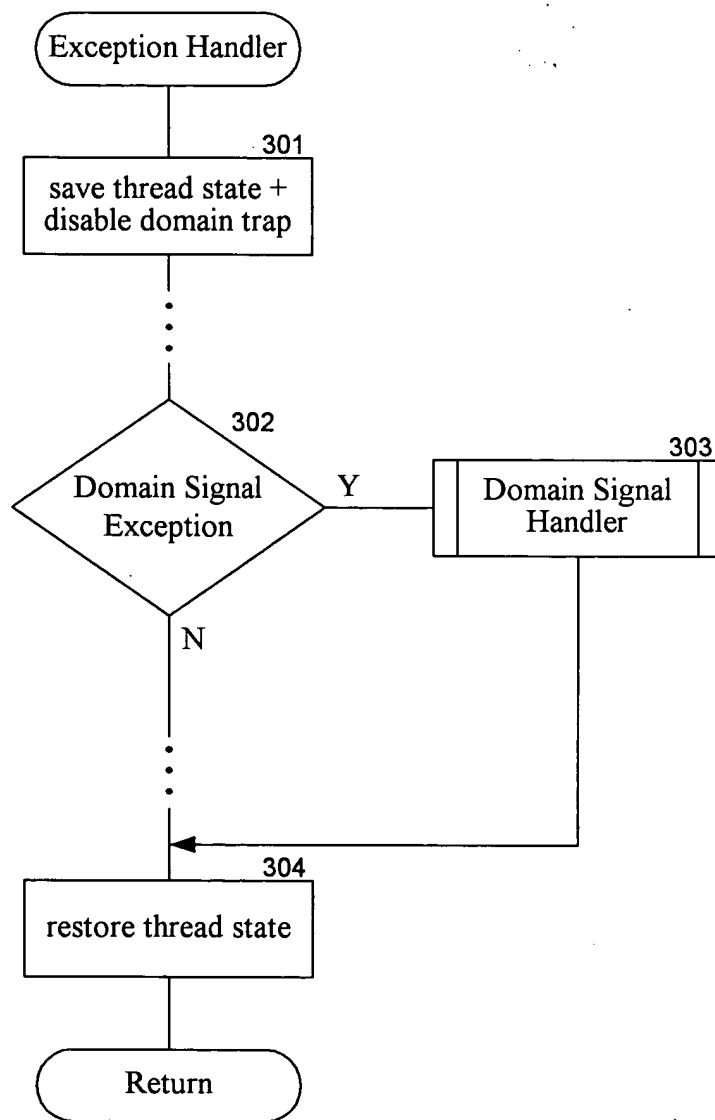 Exception Handler
301
save thread state +
disable domain trap
302
Domain Signal
Exception
Y
303
Domain Signal
Handler
N
304
restore thread state
Return